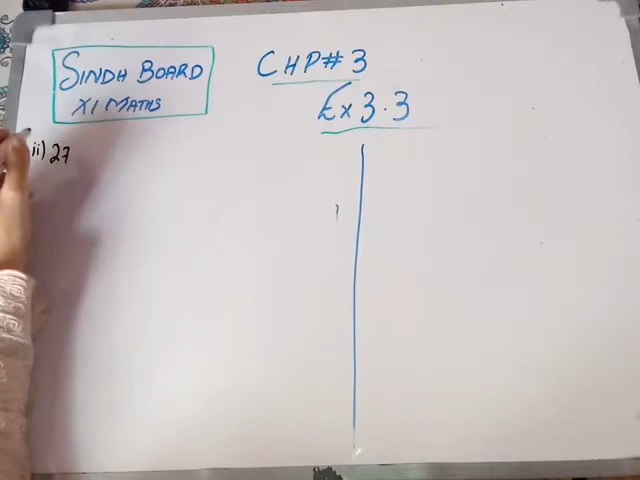 SINDH BOARD
XI MATHS
CHP# 3
Ex 3.3
ii) 27